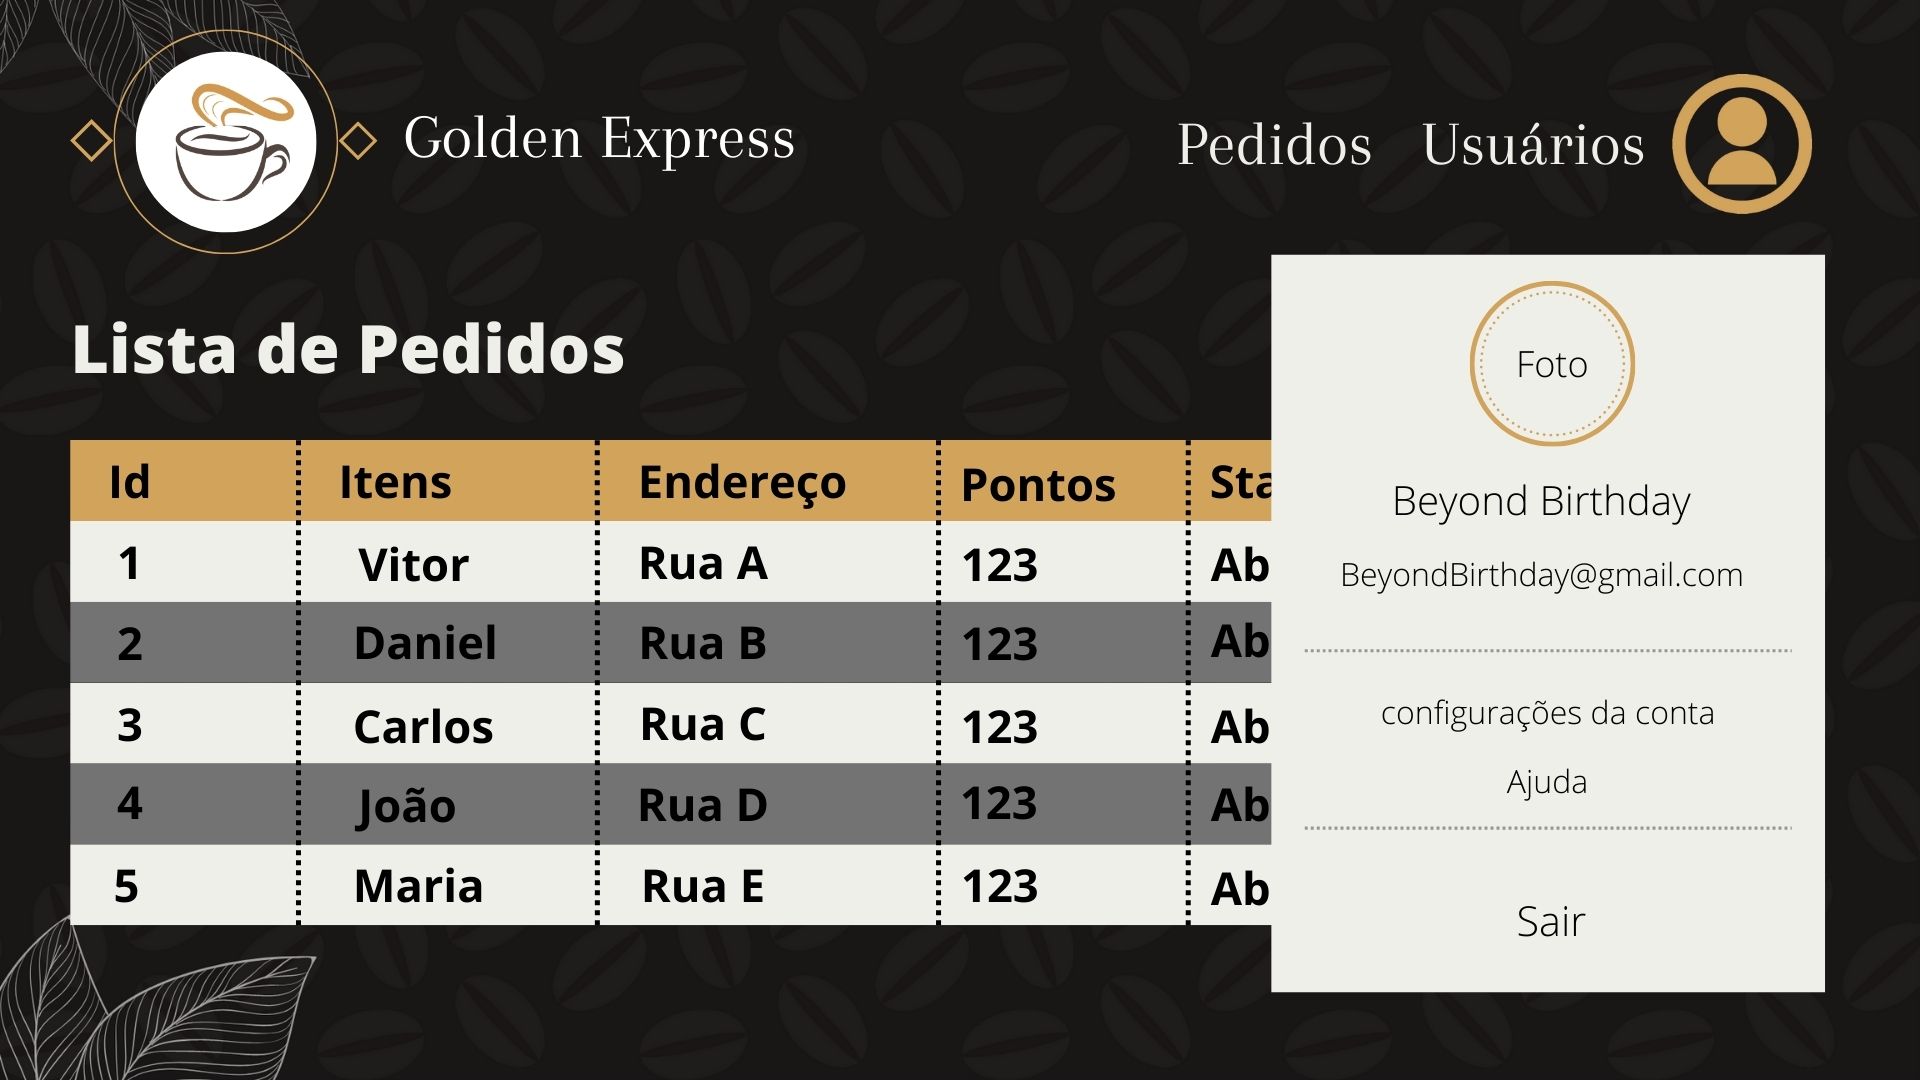 Golden Express
Pedidos Usuários
Lista de Pedidos
Id Itens Endereço Pontos Sta
1 Vitor Rua A 123 Ab
2 Daniel Rua B 123 Ab
3 Carlos Rua C 123 Ab
4 João Rua D 123 Ab
5 Maria Rua E 123 Ab
Foto
Beyond Birthday
BeyondBirthday@gmail.com
configurações da conta
Ajuda
Sair